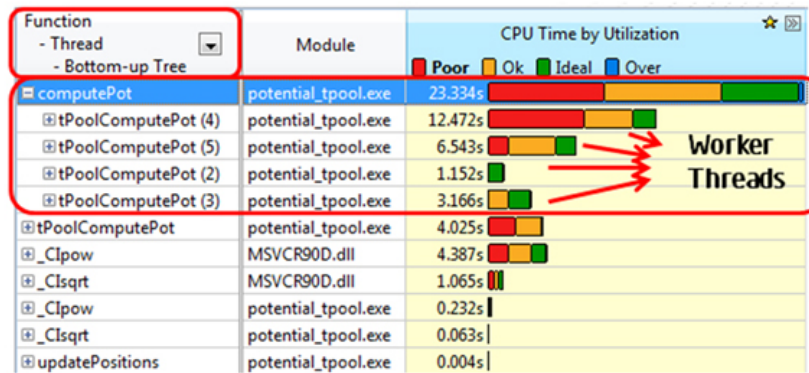 Function
- Thread
- Bottom-up Tree
Module
CPU Time by Utilization
Poor Ok Ideal Over
computePot potential_tpool.exe 23.334s
tPoolComputePot (4) potential_tpool.exe 12.472s
tPoolComputePot (5) potential_tpool.exe 6.543s
tPoolComputePot (2) potential_tpool.exe 1.152s
tPoolComputePot (3) potential_tpool.exe 3.166s
Worker
Threads
tPoolComputePot potential_tpool.exe 4.025s
_CIpow MSVCR90D.dll 4.387s
_CIsqrt MSVCR90D.dll 1.065s
_CIpow potential_tpool.exe 0.232s
_CIsqrt potential_tpool.exe 0.063s
updatePositions potential_tpool.exe 0.004s